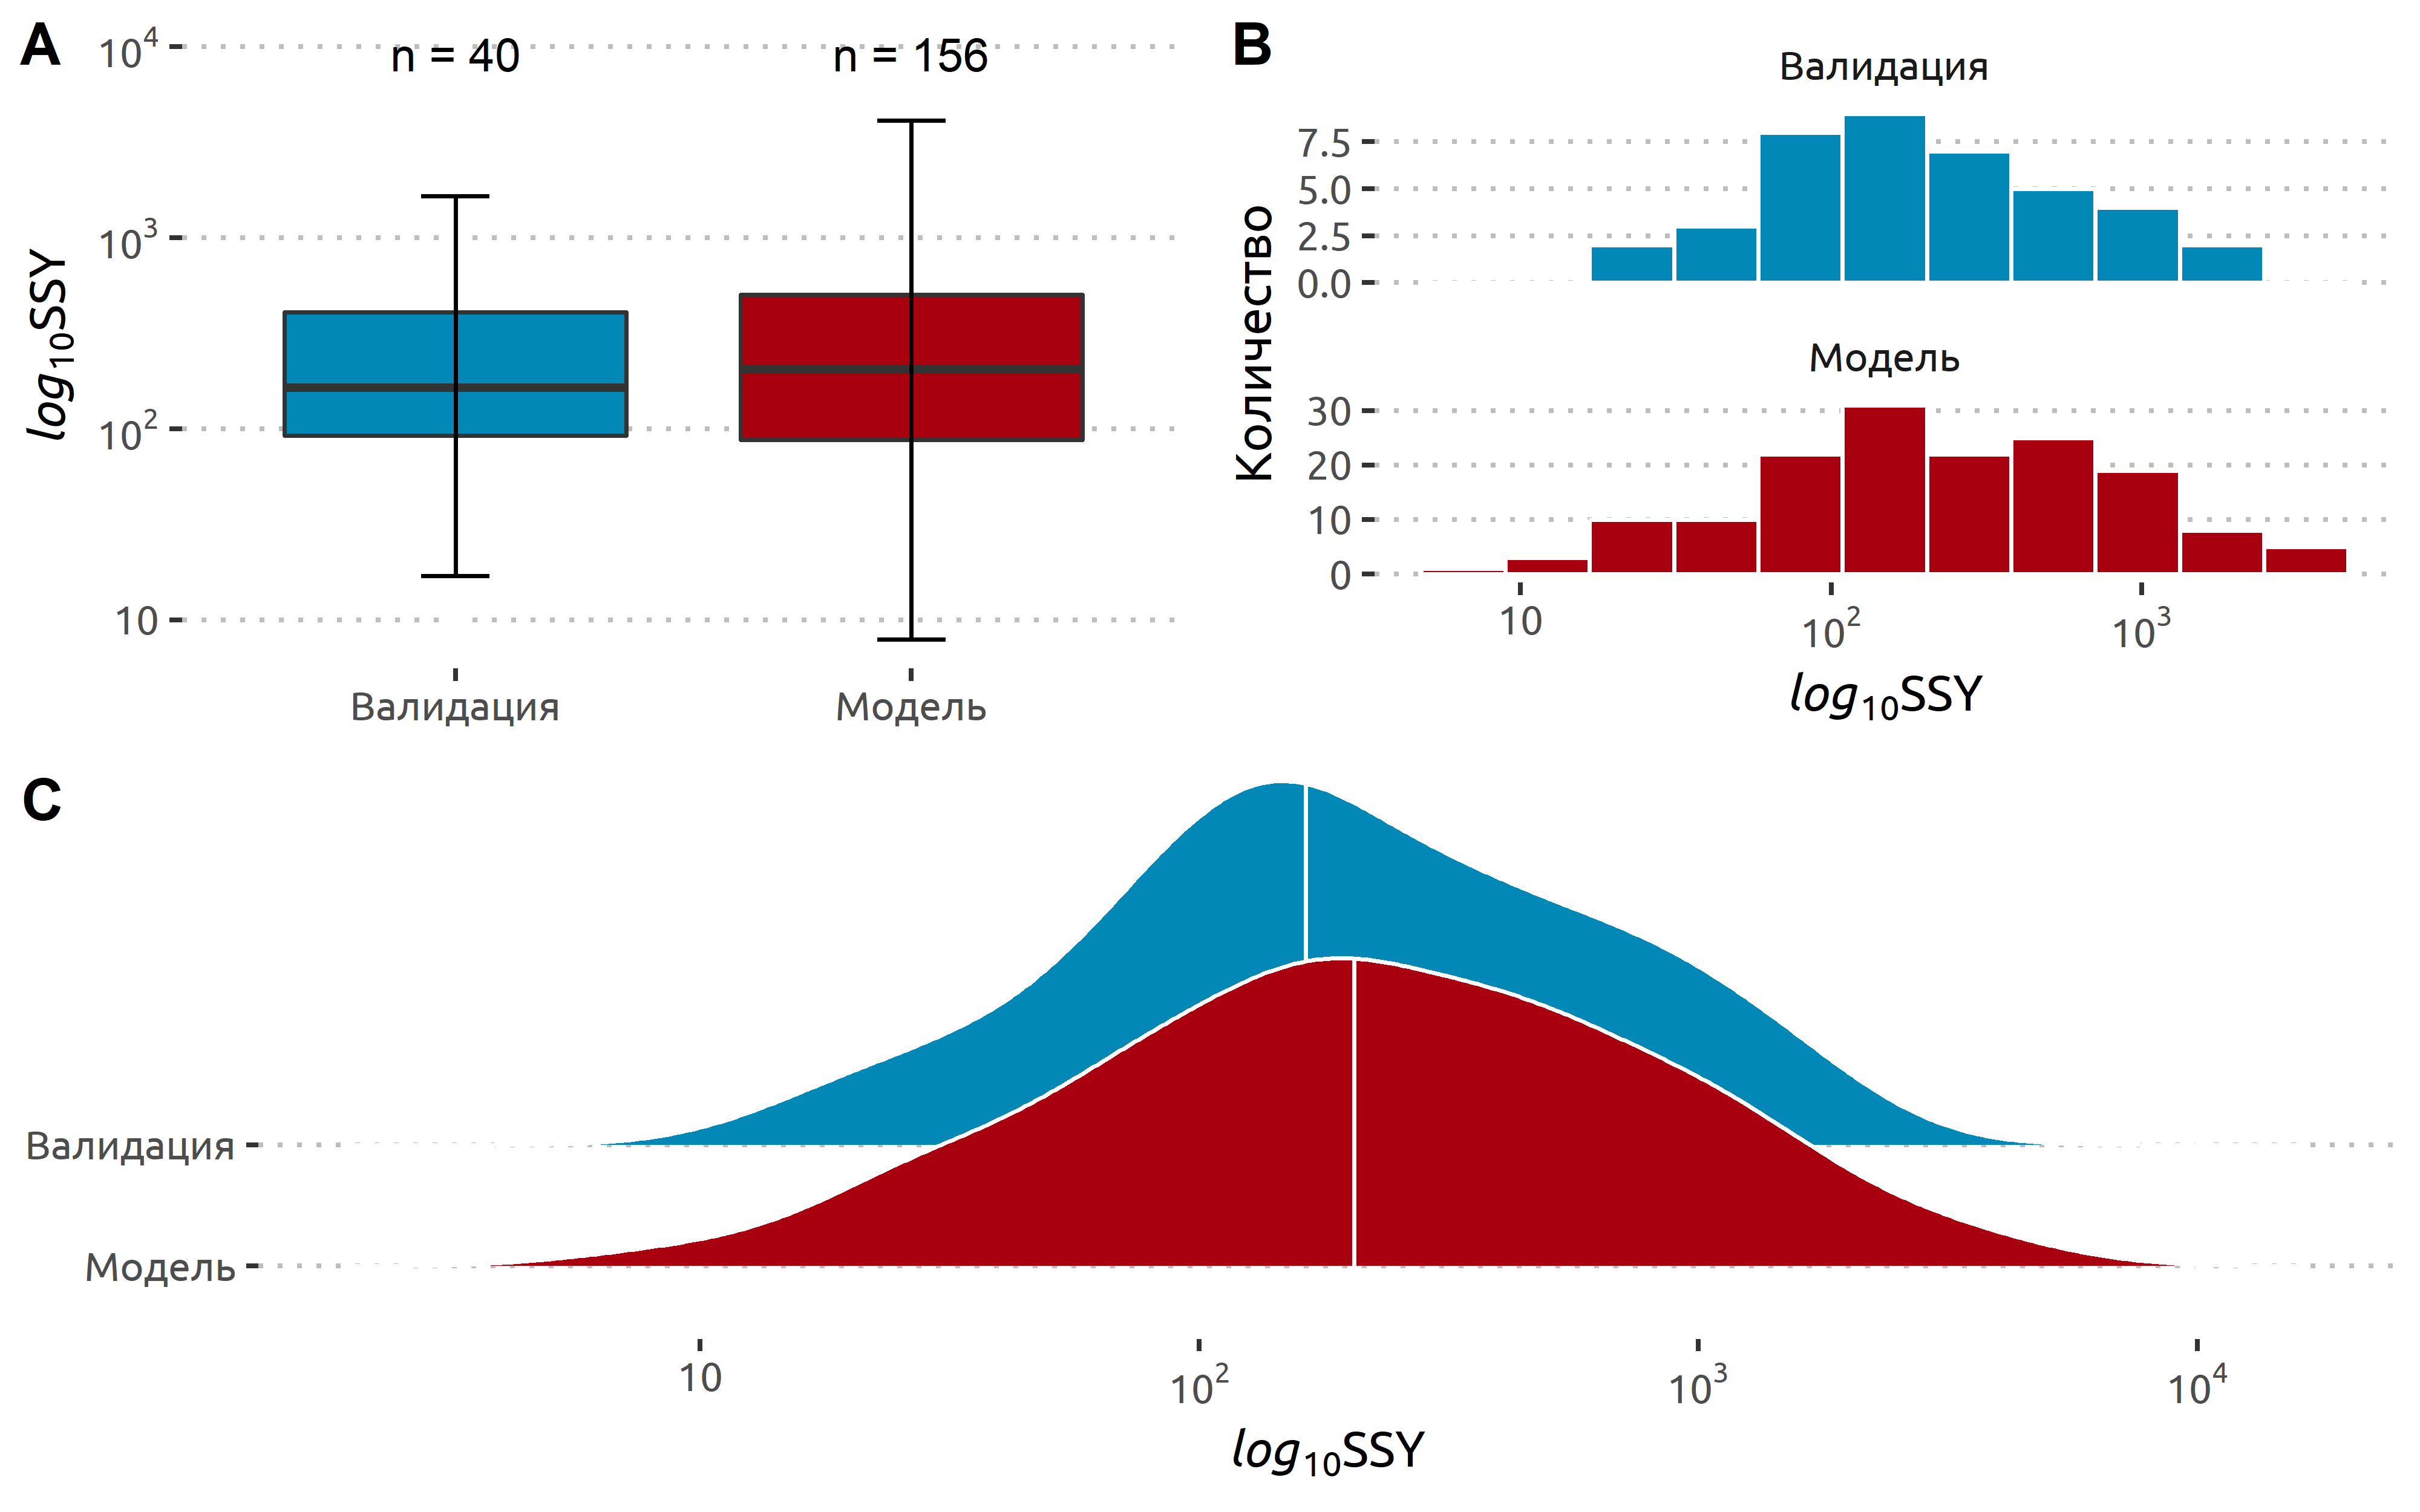 A
n = 40
n = 156
10⁴
10³
10²
10
log₁₀SSY
Валидация
Модель
B
Валидация
7.5
5.0
2.5
0.0
Количество
Модель
30
20
10
0
10
10²
10³
log₁₀SSY
C
Валидация
Модель
10
10²
10³
10⁴
log₁₀SSY